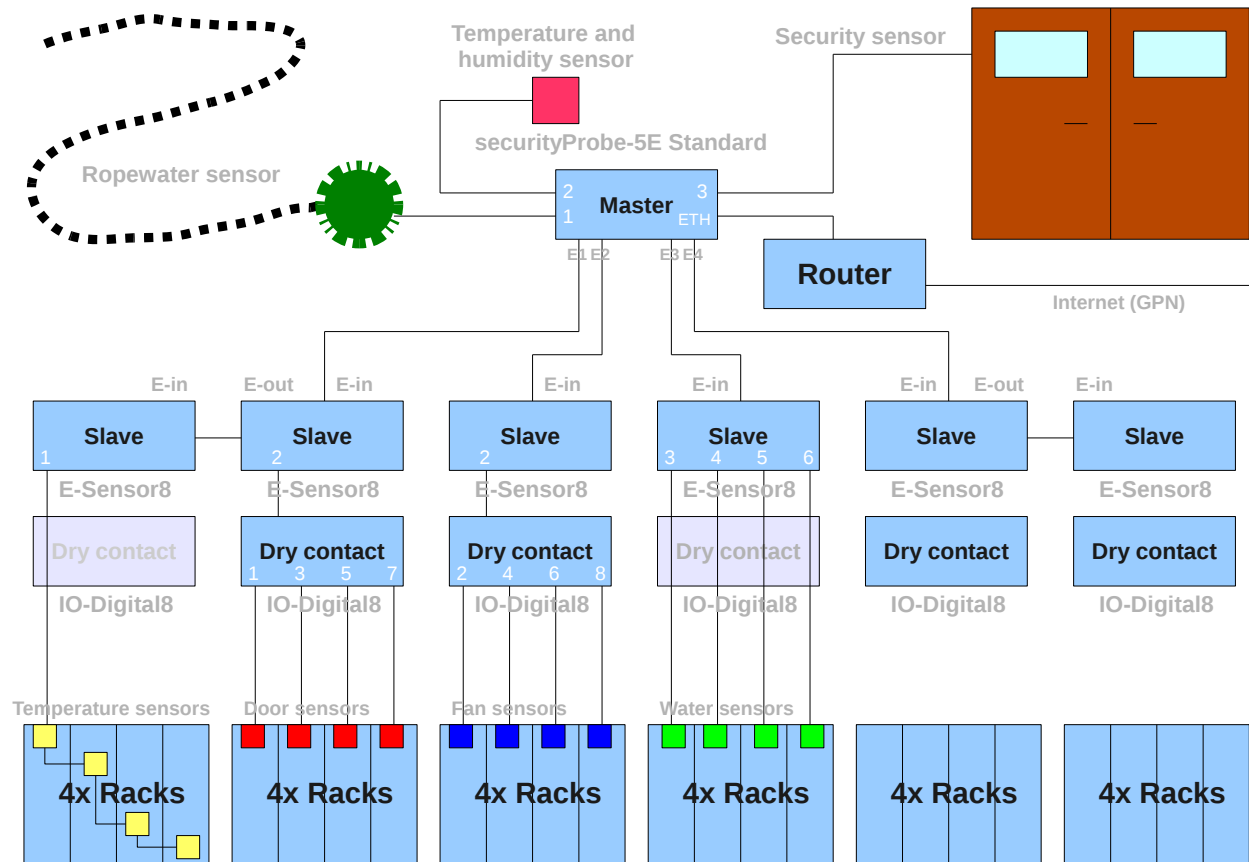 Temperature and
humidity sensor
Security sensor
securityProbe-5E Standard
Ropewater sensor
2 3
Master
1 ETH
E1 E2 E3 E4
Router
Internet (GPN)
E-in E-out E-in E-in E-in E-in E-out E-in
Slave Slave Slave Slave Slave Slave
1 2 2 3 4 5 6
E-Sensor8 E-Sensor8 E-Sensor8 E-Sensor8 E-Sensor8 E-Sensor8
Dry contact Dry contact Dry contact Dry contact Dry contact Dry contact
1 3 5 7 2 4 6 8
IO-Digital8 IO-Digital8 IO-Digital8 IO-Digital8 IO-Digital8 IO-Digital8
Temperature sensors Door sensors Fan sensors Water sensors
4x Racks 4x Racks 4x Racks 4x Racks 4x Racks 4x Racks